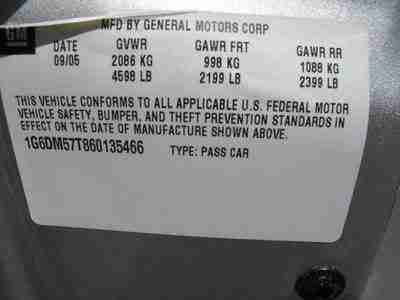 GM
MFD BY GENERAL MOTORS CORP
DATE GVWR GAWR FRT GAWR RR
09/05 2086 KG 998 KG 1088 KG
4598 LB 2199 LB 2399 LB
THIS VEHICLE CONFORMS TO ALL APPLICABLE U.S. FEDERAL MOTOR
VEHICLE SAFETY, BUMPER, AND THEFT PREVENTION STANDARDS IN
EFFECT ON THE DATE OF MANUFACTURE SHOWN ABOVE.
1G6DM57T860135466 TYPE: PASS CAR